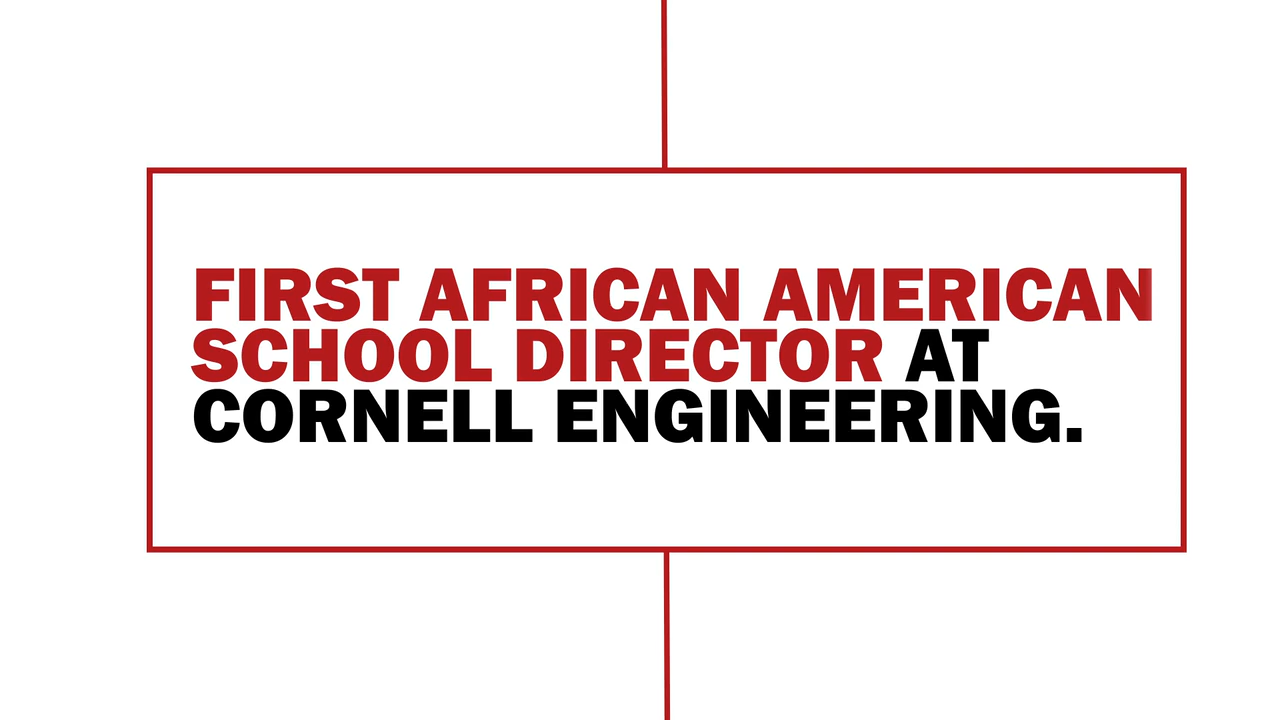 FIRST AFRICAN AMERICAN
SCHOOL DIRECTOR AT
CORNELL ENGINEERING.